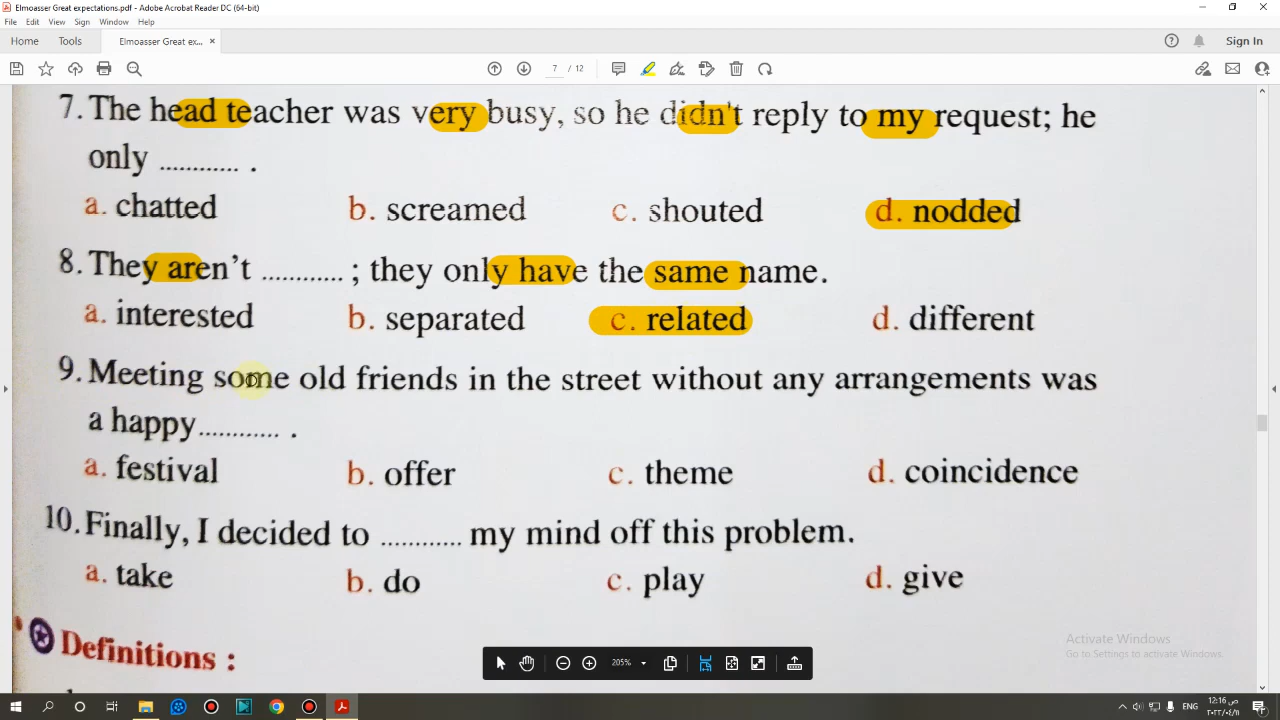 Elmoasser Great expectations.pdf - Adobe Acrobat Reader DC (64-bit)
File Edit View Sign Window Help
Home Tools Elmoasser Great ex... × Sign In
7 / 12
7. The head teacher was very busy, so he didn't reply to my request; he
only ............ .
a. chatted b. screamed c. shouted d. nodded
8. They aren't ............ ; they only have the same name.
a. interested b. separated c. related d. different
9. Meeting some old friends in the street without any arrangements was
a happy ............ .
a. festival b. offer c. theme d. coincidence
10. Finally, I decided to ............ my mind off this problem.
a. take b. do c. play d. give
Definitions :
Activate Windows
Go to Settings to activate Windows.
205%
ENG
12:16 ص